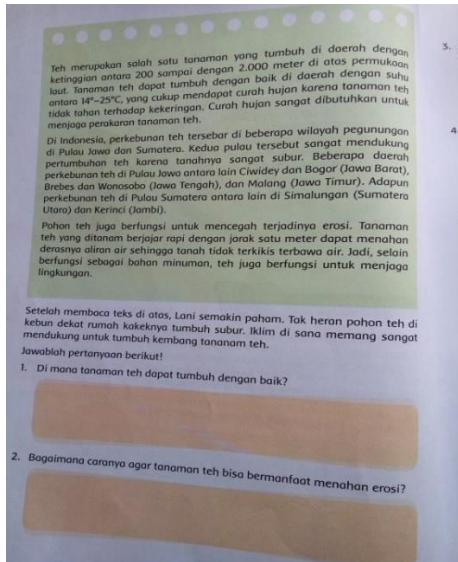 Teh merupakan salah satu tanaman yang tumbuh di daerah dengan
ketinggian antara 200 sampai dengan 2.000 meter di atas permukaan
laut. Tanaman teh dapat tumbuh dengan baik di daerah dengan suhu
antara 14°–25°C, yang cukup mendapat curah hujan karena tanaman teh
tidak tahan terhadap kekeringan. Curah hujan sangat dibutuhkan untuk
menjaga perakaran tanaman teh.
Di Indonesia, perkebunan teh tersebar di beberapa wilayah pegunungan
di Pulau Jawa dan Sumatera. Kedua pulau tersebut sangat mendukung
pertumbuhan teh karena tanahnya sangat subur. Beberapa daerah
perkebunan teh di Pulau Jawa antara lain Ciwidey dan Bogor (Jawa Barat),
Brebes dan Wonosobo (Jawa Tengah), dan Malang (Jawa Timur). Adapun
perkebunan teh di Pulau Sumatera antara lain di Simalungan (Sumatera
Utara) dan Kerinci (Jambi).
Pohon teh juga berfungsi untuk mencegah terjadinya erosi. Tanaman
teh yang ditanam berjajar rapi dengan jarak satu meter dapat menahan
derasnya aliran air sehingga tanah tidak terkikis terbawa air. Jadi, selain
berfungsi sebagai bahan minuman, teh juga berfungsi untuk menjaga
lingkungan.
Setelah membaca teks di atas, Lani semakin paham. Tak heran pohon teh di
kebun dekat rumah kakeknya tumbuh subur. Iklim di sana memang sangat
mendukung untuk tumbuh kembang tananam teh.
Jawablah pertanyaan berikut!
1. Di mana tanaman teh dapat tumbuh dengan baik?
2. Bagaimana caranya agar tanaman teh bisa bermanfaat menahan erosi?
3.
4